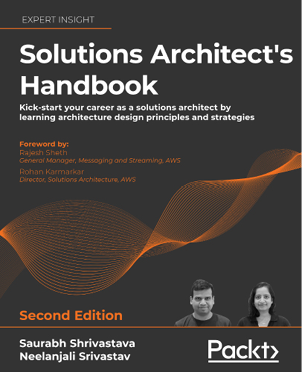 EXPERT INSIGHT
Solutions Architect's
Handbook
Kick-start your career as a solutions architect by
learning architecture design principles and strategies
Foreword by:
Rajesh Sheth
General Manager, Messaging and Streaming, AWS
Rohan Karmarkar
Director, Solutions Architecture, AWS
Second Edition
Saurabh Shrivastava
Neelanjali Srivastav
Packt>